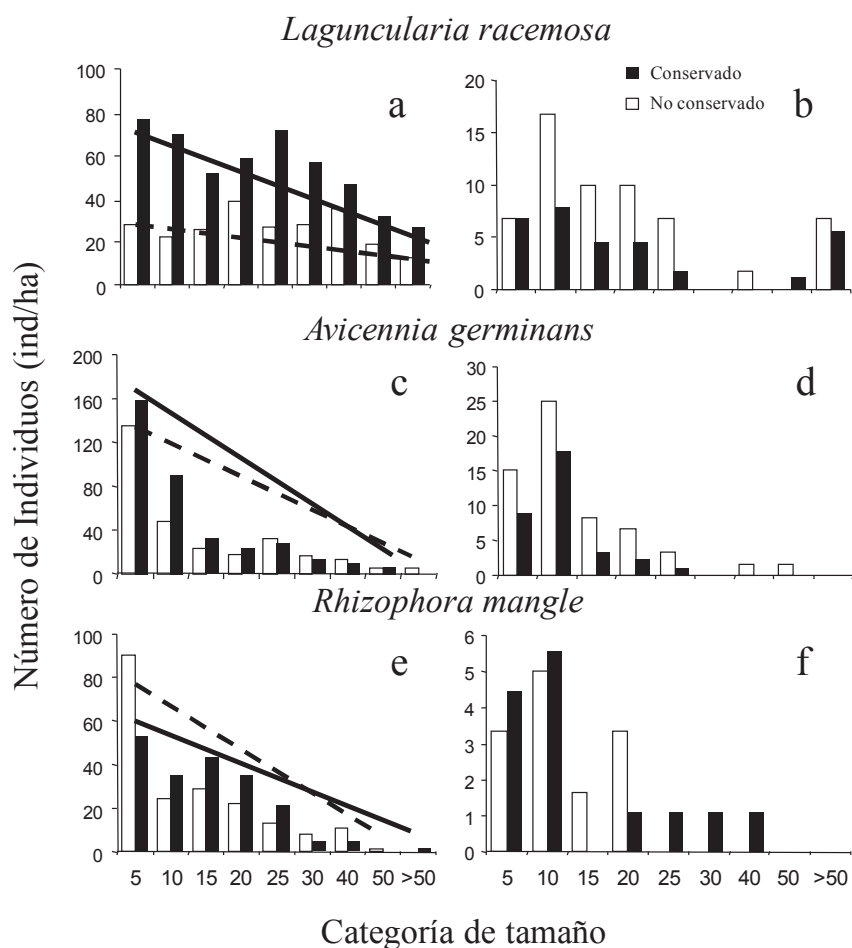 Laguncularia racemosa
100
80
60
40
20
0
a
20
15
10
5
0
b
Conservado
No conservado
Avicennia germinans
200
160
120
80
40
0
c
30
25
20
15
10
5
0
d
Rhizophora mangle
100
80
60
40
20
0
e
6
5
4
3
2
1
0
f
5 10 15 20 25 30 40 50 >50
5 10 15 20 25 30 40 50 >50
Número de Individuos (ind/ha)
Categoría de tamaño